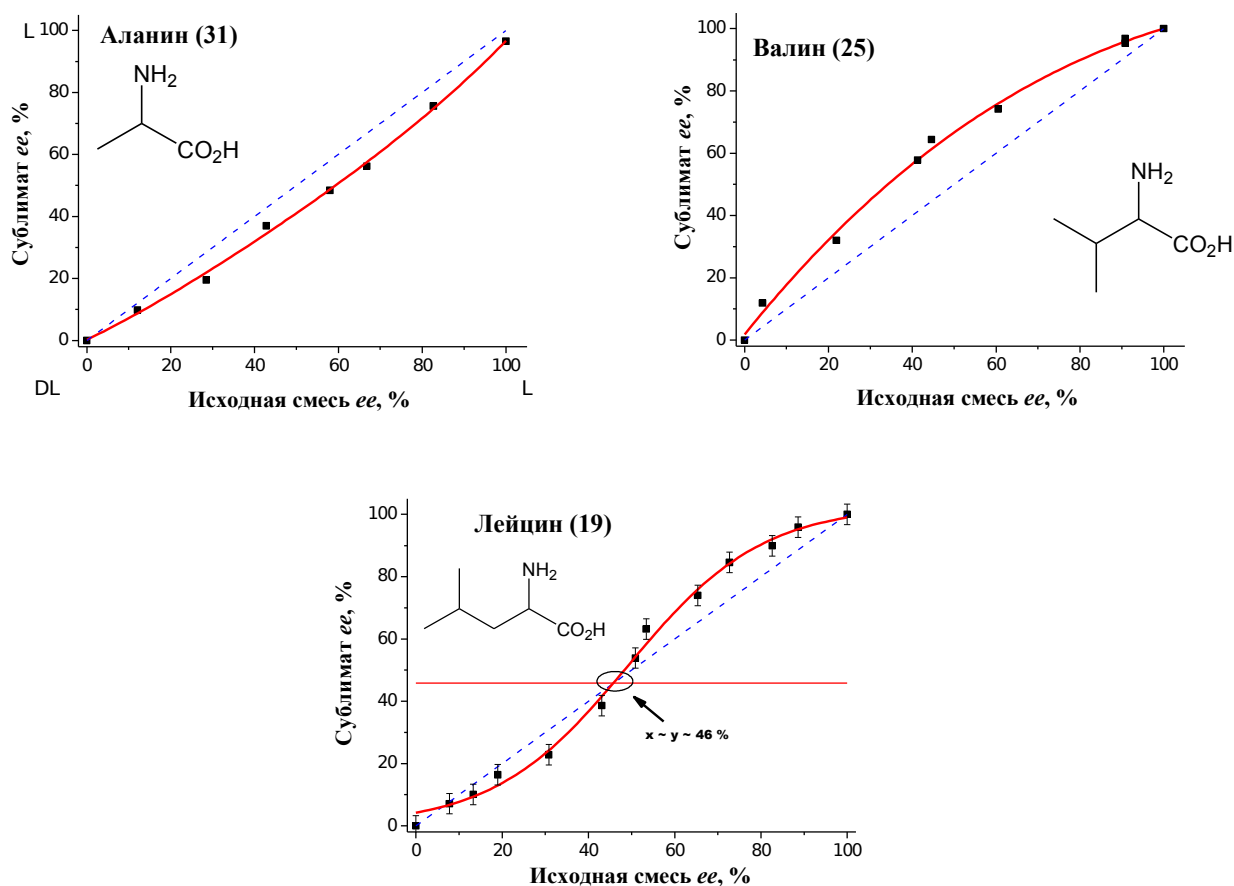 Аланин (31)
L
100
80
60
40
20
0
Сублимат ee, %
NH2
CO2H
0 20 40 60 80 100
DL
L
Исходная смесь ee, %
Валин (25)
100
80
60
40
20
0
Сублимат ee, %
NH2
CO2H
0 20 40 60 80 100
Исходная смесь ee, %
Лейцин (19)
100
80
60
40
20
0
Сублимат ee, %
NH2
CO2H
x ~ y ~ 46 %
0 20 40 60 80 100
Исходная смесь ee, %